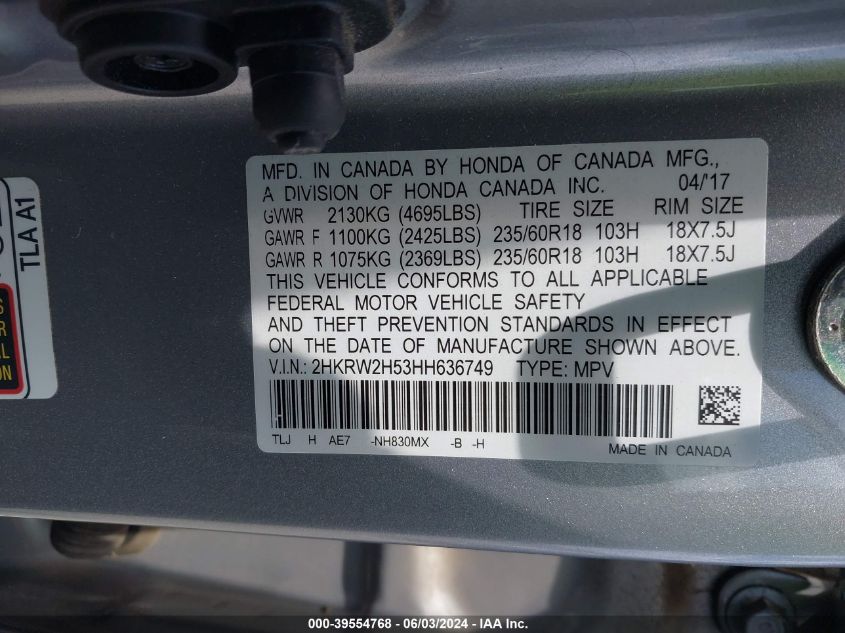 MFD. IN CANADA BY HONDA OF CANADA MFG.,
A DIVISION OF HONDA CANADA INC. 04/'17
GVWR 2130KG (4695LBS) TIRE SIZE RIM SIZE
GAWR F 1100KG (2425LBS) 235/60R18 103H 18X7.5J
GAWR R 1075KG (2369LBS) 235/60R18 103H 18X7.5J
THIS VEHICLE CONFORMS TO ALL APPLICABLE
FEDERAL MOTOR VEHICLE SAFETY
AND THEFT PREVENTION STANDARDS IN EFFECT
ON THE DATE OF MANUFACTURE SHOWN ABOVE.
V.I.N.: 2HKRW2H53HH636749 TYPE: MPV
TLJ H AE7 -NH830MX -B -H
MADE IN CANADA
TLA A1
000-39554768 - 06/03/2024 - IAA Inc.